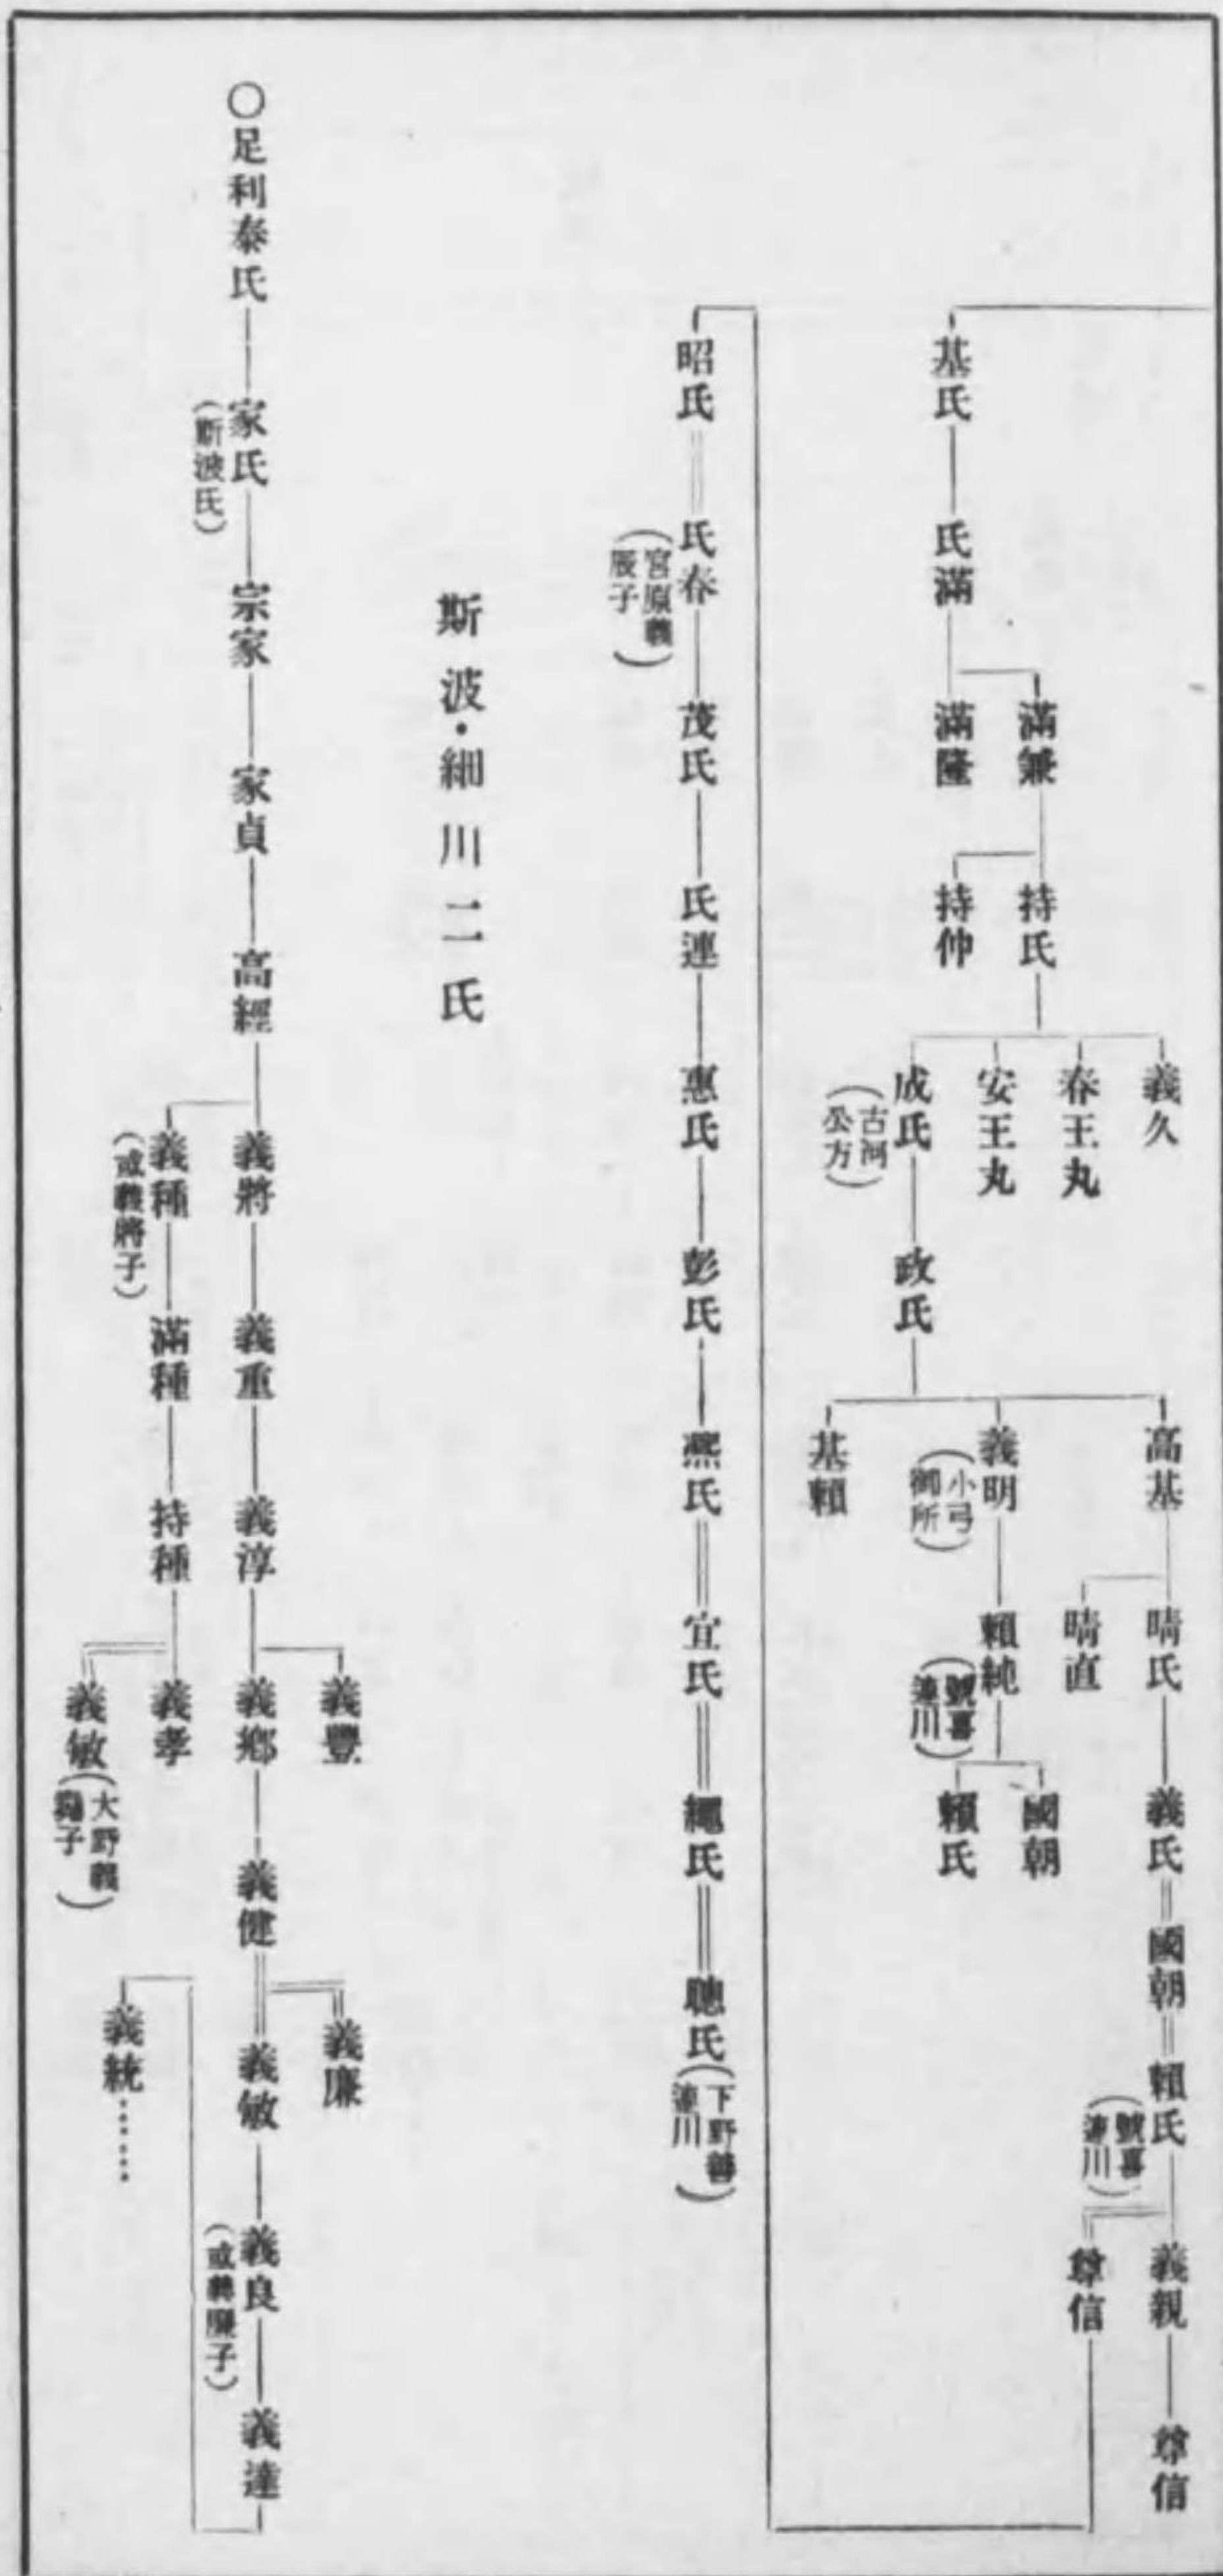 基氏
氏滿
滿兼
滿隆
持氏
持仲
義久
春王丸
安王丸
成氏
(古河
公方)
政氏
高基
義明
(小弓
御所)
基賴
晴氏
晴直
賴純
(號喜
連川)
國朝
賴氏
義氏
國朝
賴氏
(號喜
連川)
義親
尊信
尊信
昭氏
氏春
(宮原義
辰子)
茂氏
氏連
惠氏
彭氏
熈氏
宜氏
繩氏
聰氏
(下野喜
連川)
斯波・細川二氏
○足利泰氏
家氏
(斯波氏)
宗家
家貞
高經
義將
義種
(或義將子)
義重
滿種
義淳
持種
義豐
義鄕
義孝
義敏
(大野義
子)
義健
義廉
義敏
義良
(或義廉子)
義達
義統……